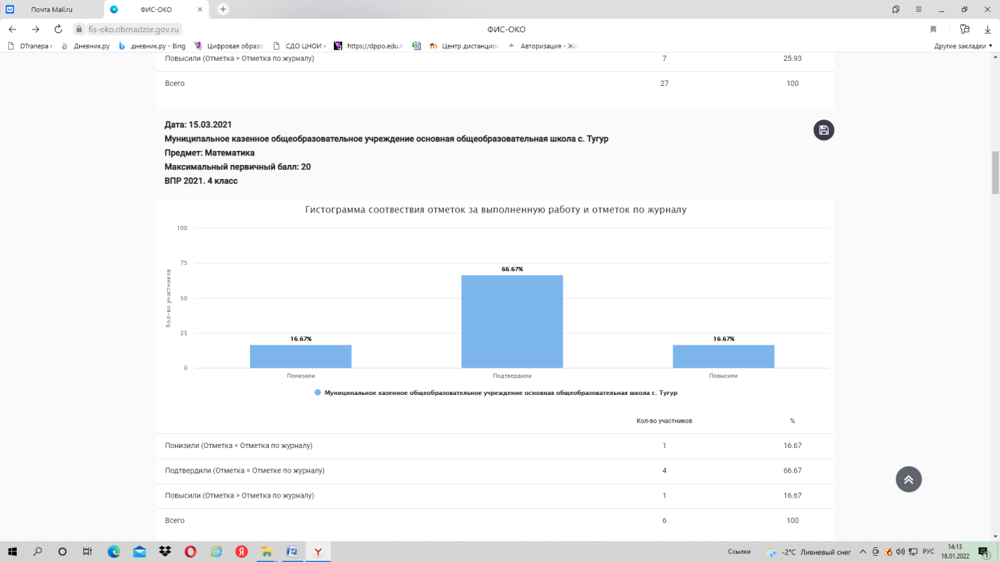 Почта Mail.ru
ФИС-ОКО
fis-oko.obrnadzor.gov.ru
ФИС-ОКО
DTranepa ›
Дневник.ру
дневник.ру - Bing
Цифровая образо
СДО ЦНОИ ›
https://dppo.edu.ru
Центр дистанцион
Авторизация - Жи
Другие закладки
Повысили (Отметка > Отметка по журналу) 7 25.93
Всего 27 100
Дата: 15.03.2021
Муниципальное казенное общеобразовательное учреждение основная общеобразовательная школа с. Тугур
Предмет: Математика
Максимальный первичный балл: 20
ВПР 2021. 4 класс
Гистограмма соотвествия отметок за выполненную работу и отметок по журналу
Кол-во участников
100
75
50
25
0
16.67%
66.67%
16.67%
Понизили
Подтвердили
Повысили
Муниципальное казенное общеобразовательное учреждение основная общеобразовательная школа с. Тугур
Кол-во участников %
Понизили (Отметка < Отметка по журналу) 1 16.67
Подтвердили (Отметка = Отметке по журналу) 4 66.67
Повысили (Отметка > Отметка по журналу) 1 16.67
Всего 6 100
Ссылки
-2°C Ливневый снег
РУС
14:13
18.01.2022